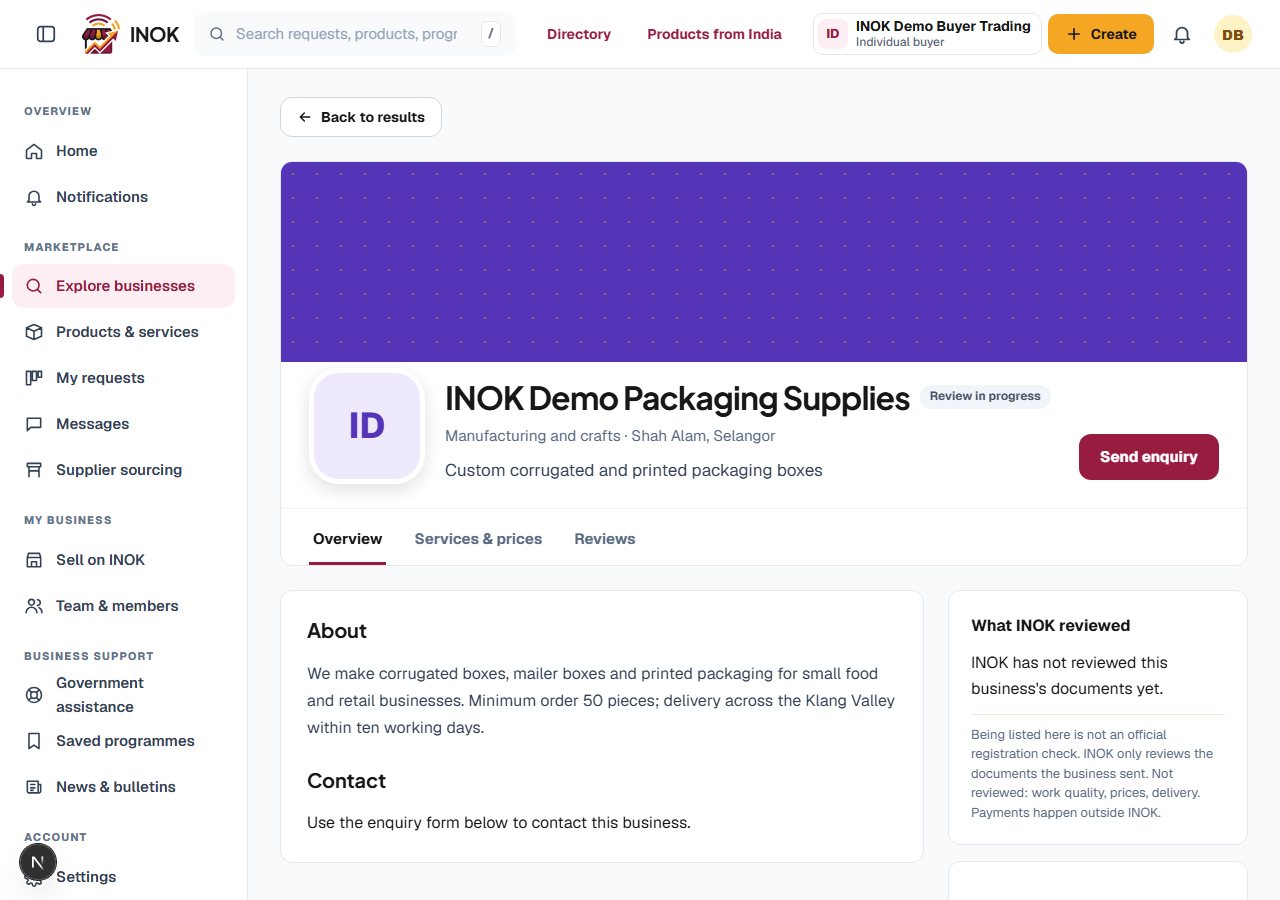 INOK
Search requests, products, progr
/
Directory
Products from India
ID
INOK Demo Buyer Trading
Individual buyer
Create
DB
OVERVIEW
Home
Notifications
MARKETPLACE
Explore businesses
Products & services
My requests
Messages
Supplier sourcing
MY BUSINESS
Sell on INOK
Team & members
BUSINESS SUPPORT
Government
assistance
Saved programmes
News & bulletins
ACCOUNT
N
Settings
Back to results
ID
INOK Demo Packaging Supplies
Review in progress
Manufacturing and crafts · Shah Alam, Selangor
Custom corrugated and printed packaging boxes
Send enquiry
Overview
Services & prices
Reviews
About
We make corrugated boxes, mailer boxes and printed packaging for small food
and retail businesses. Minimum order 50 pieces; delivery across the Klang Valley
within ten working days.
Contact
Use the enquiry form below to contact this business.
What INOK reviewed
INOK has not reviewed this
business's documents yet.
Being listed here is not an official
registration check. INOK only reviews the
documents the business sent. Not
reviewed: work quality, prices, delivery.
Payments happen outside INOK.